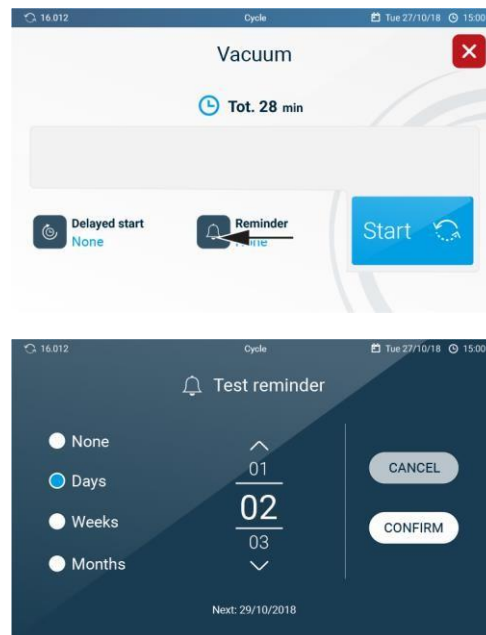 16.012 Cycle Tue 27/10/18 15:00
Vacuum
Tot. 28 min
Delayed start
None
Reminder
None
Start
16.012 Cycle Tue 27/10/18 15:00
Test reminder
None
Days
Weeks
Months
01
02
03
CANCEL
CONFIRM
Next: 29/10/2018